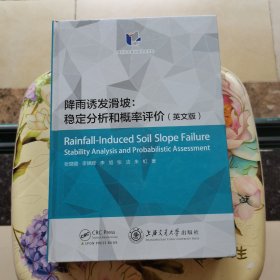 降雨诱发滑坡：
稳定分析和概率评价（英文版）
Rainfall-Induced Soil Slope Failure
Stability Analysis and Probabilistic Assessment
CRC Press
上海交通大学出版社
生